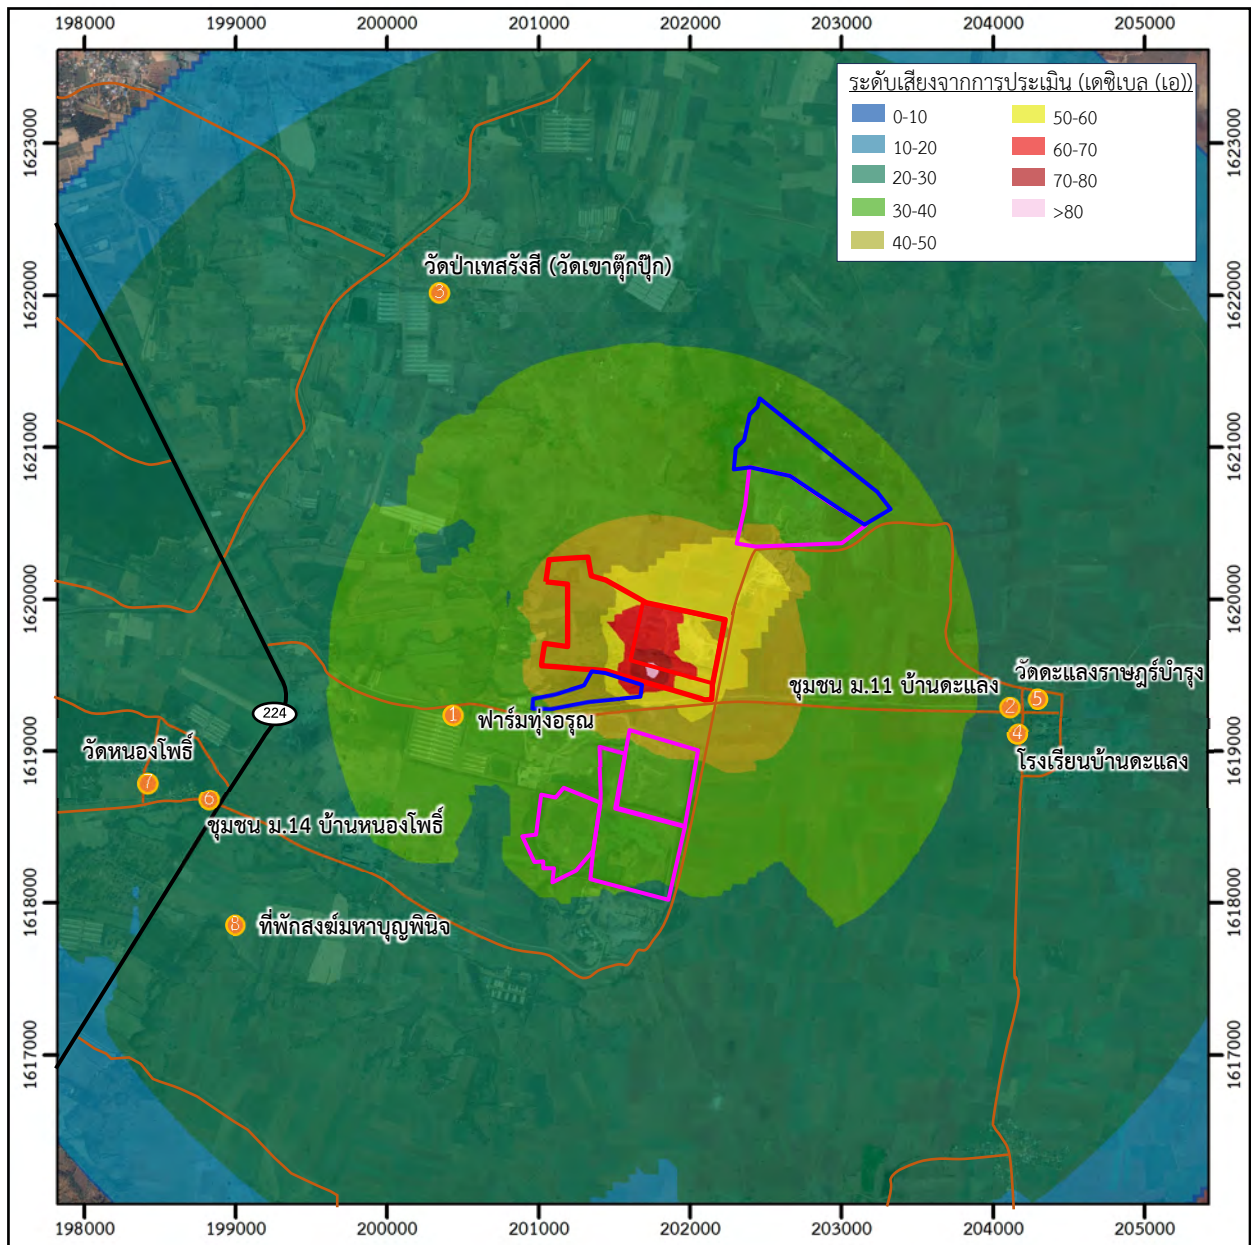 198000 199000 200000 201000 202000 203000 204000 205000
ระดับเสียงจากการประเมิน (เดซิเบล (เอ))
0-10 50-60
10-20 60-70
20-30 70-80
30-40 >80
40-50
1623000 1623000
วัดป่าเทสรังสี (วัดเขาตุ๊กปุ๊ก)
3
1622000 1622000
1621000 1621000
1620000 1620000
วัดดะแลงราษฎร์บำรุง
ชุมชน ม.11 บ้านดะแลง
5
2
224
1 ฟาร์มทุ่งอรุณ
4
1619000 1619000
วัดหนองโพธิ์
โรงเรียนบ้านดะแลง
7
6
ชุมชน ม.14 บ้านหนองโพธิ์
1618000 1618000
8 ที่พักสงฆ์มหาบุญพินิจ
1617000 1617000
198000 199000 200000 201000 202000 203000 204000 205000